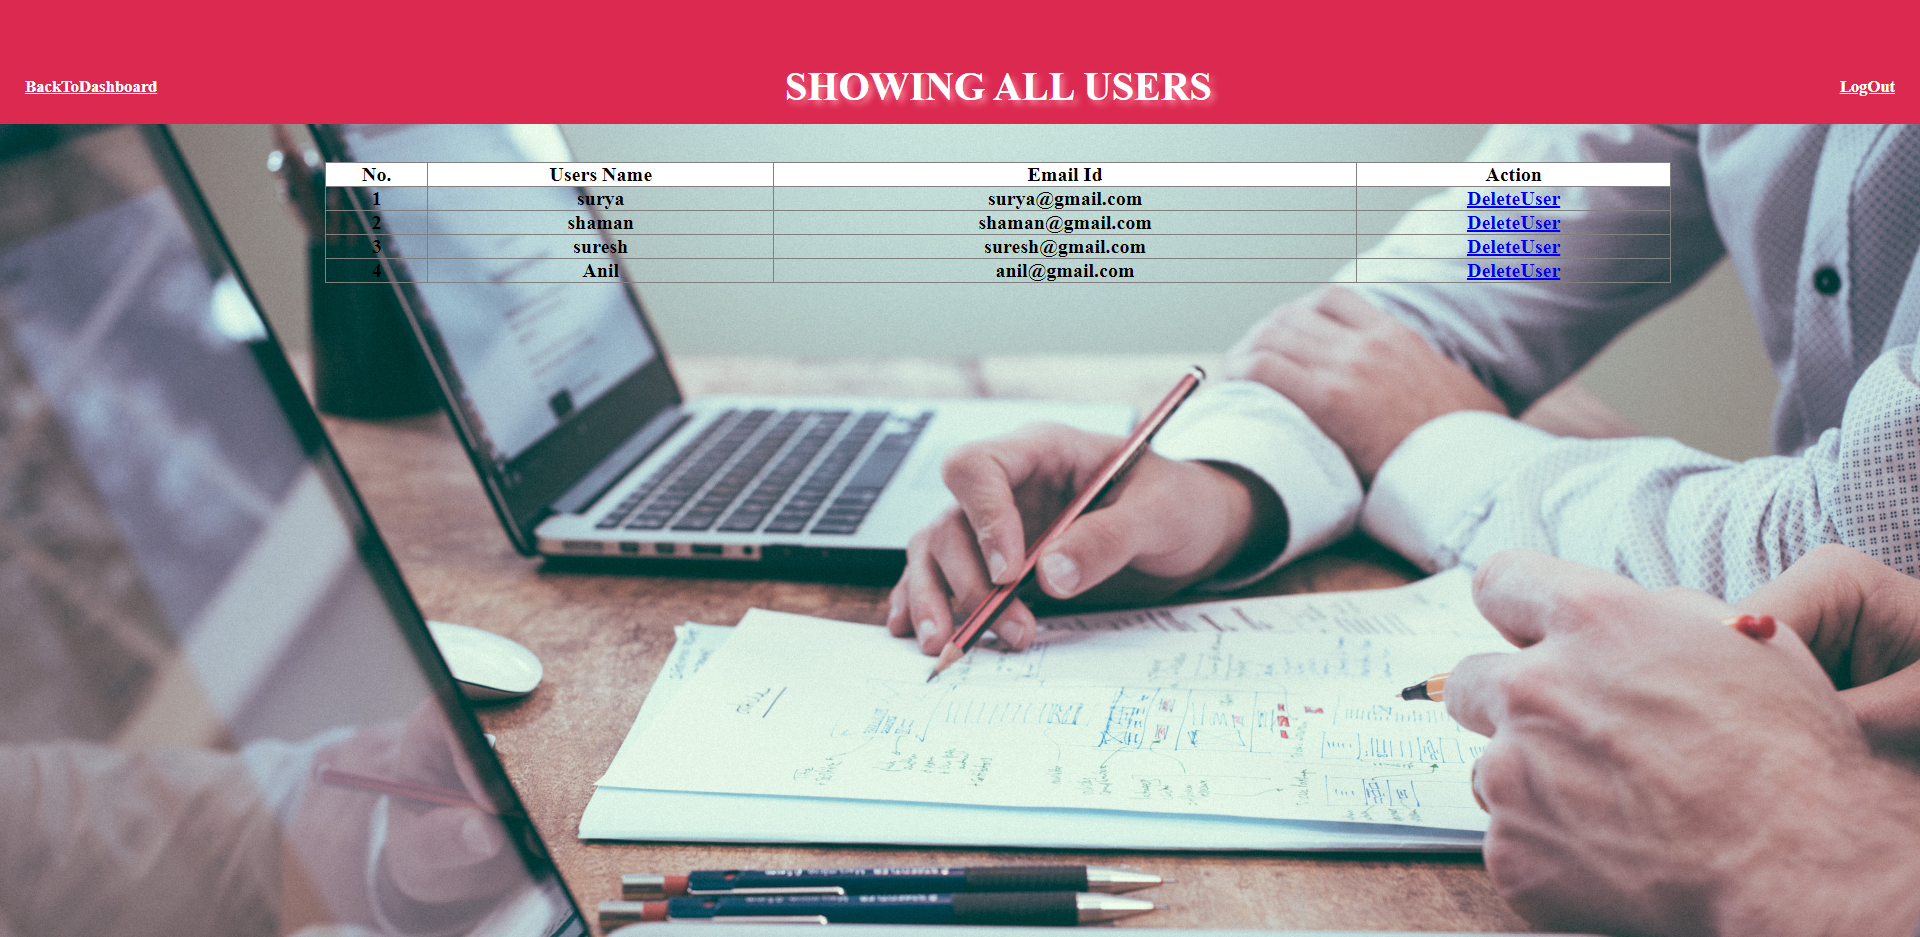 BackToDashboard SHOWING ALL USERS LogOut
No. Users Name Email Id Action
1 surya surya@gmail.com DeleteUser
2 shaman shaman@gmail.com DeleteUser
3 suresh suresh@gmail.com DeleteUser
4 Anil anil@gmail.com DeleteUser